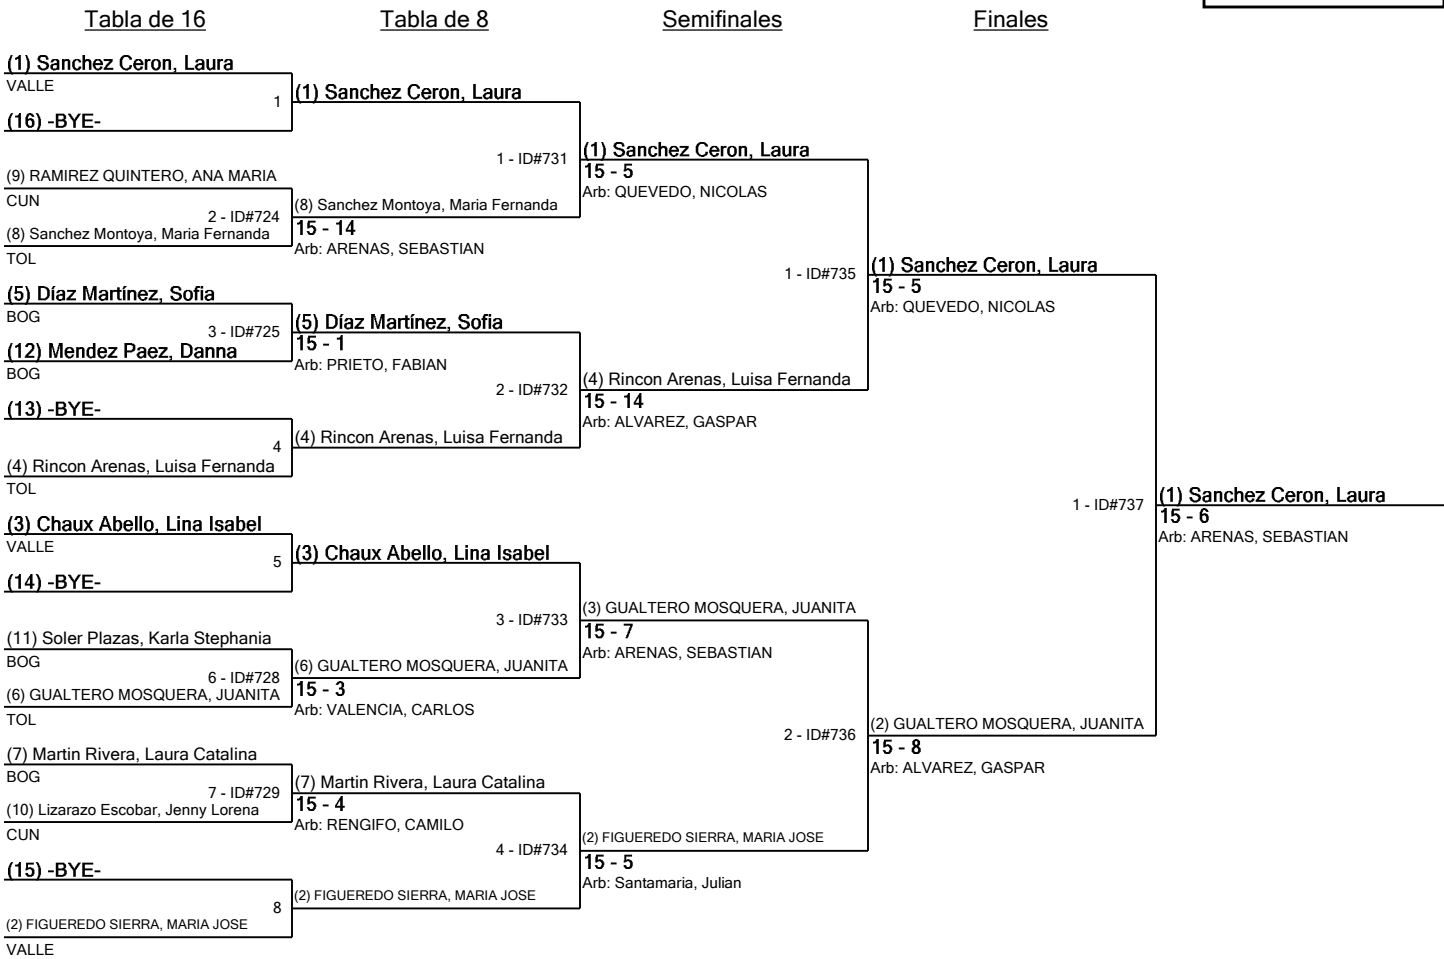 Tabla de 16
Tabla de 8
Semifinales
Finales
(1) Sanchez Ceron, Laura
VALLE
1
(16) -BYE-
(9) RAMIREZ QUINTERO, ANA MARIA
CUN
2 - ID#724
(8) Sanchez Montoya, Maria Fernanda
TOL
(5) Díaz Martínez, Sofia
BOG
3 - ID#725
(12) Mendez Paez, Danna
BOG
(13) -BYE-
4
(4) Rincon Arenas, Luisa Fernanda
TOL
(3) Chaux Abello, Lina Isabel
VALLE
5
(14) -BYE-
(11) Soler Plazas, Karla Stephania
BOG
6 - ID#728
(6) GUALTERO MOSQUERA, JUANITA
TOL
(7) Martin Rivera, Laura Catalina
BOG
7 - ID#729
(10) Lizarazo Escobar, Jenny Lorena
CUN
(15) -BYE-
8
(2) FIGUEREDO SIERRA, MARIA JOSE
VALLE
(1) Sanchez Ceron, Laura
1 - ID#731
(8) Sanchez Montoya, Maria Fernanda
15 - 14
Arb: ARENAS, SEBASTIAN
(5) Díaz Martínez, Sofia
15 - 1
Arb: PRIETO, FABIAN
2 - ID#732
(4) Rincon Arenas, Luisa Fernanda
(3) Chaux Abello, Lina Isabel
3 - ID#733
(6) GUALTERO MOSQUERA, JUANITA
15 - 3
Arb: VALENCIA, CARLOS
(7) Martin Rivera, Laura Catalina
15 - 4
Arb: RENGIFO, CAMILO
4 - ID#734
(2) FIGUEREDO SIERRA, MARIA JOSE
(1) Sanchez Ceron, Laura
15 - 5
Arb: QUEVEDO, NICOLAS
1 - ID#735
(4) Rincon Arenas, Luisa Fernanda
15 - 14
Arb: ALVAREZ, GASPAR
(3) GUALTERO MOSQUERA, JUANITA
15 - 7
Arb: ARENAS, SEBASTIAN
2 - ID#736
(2) FIGUEREDO SIERRA, MARIA JOSE
15 - 5
Arb: Santamaria, Julian
(1) Sanchez Ceron, Laura
15 - 5
Arb: QUEVEDO, NICOLAS
1 - ID#737
(2) GUALTERO MOSQUERA, JUANITA
15 - 8
Arb: ALVAREZ, GASPAR
(1) Sanchez Ceron, Laura
15 - 6
Arb: ARENAS, SEBASTIAN